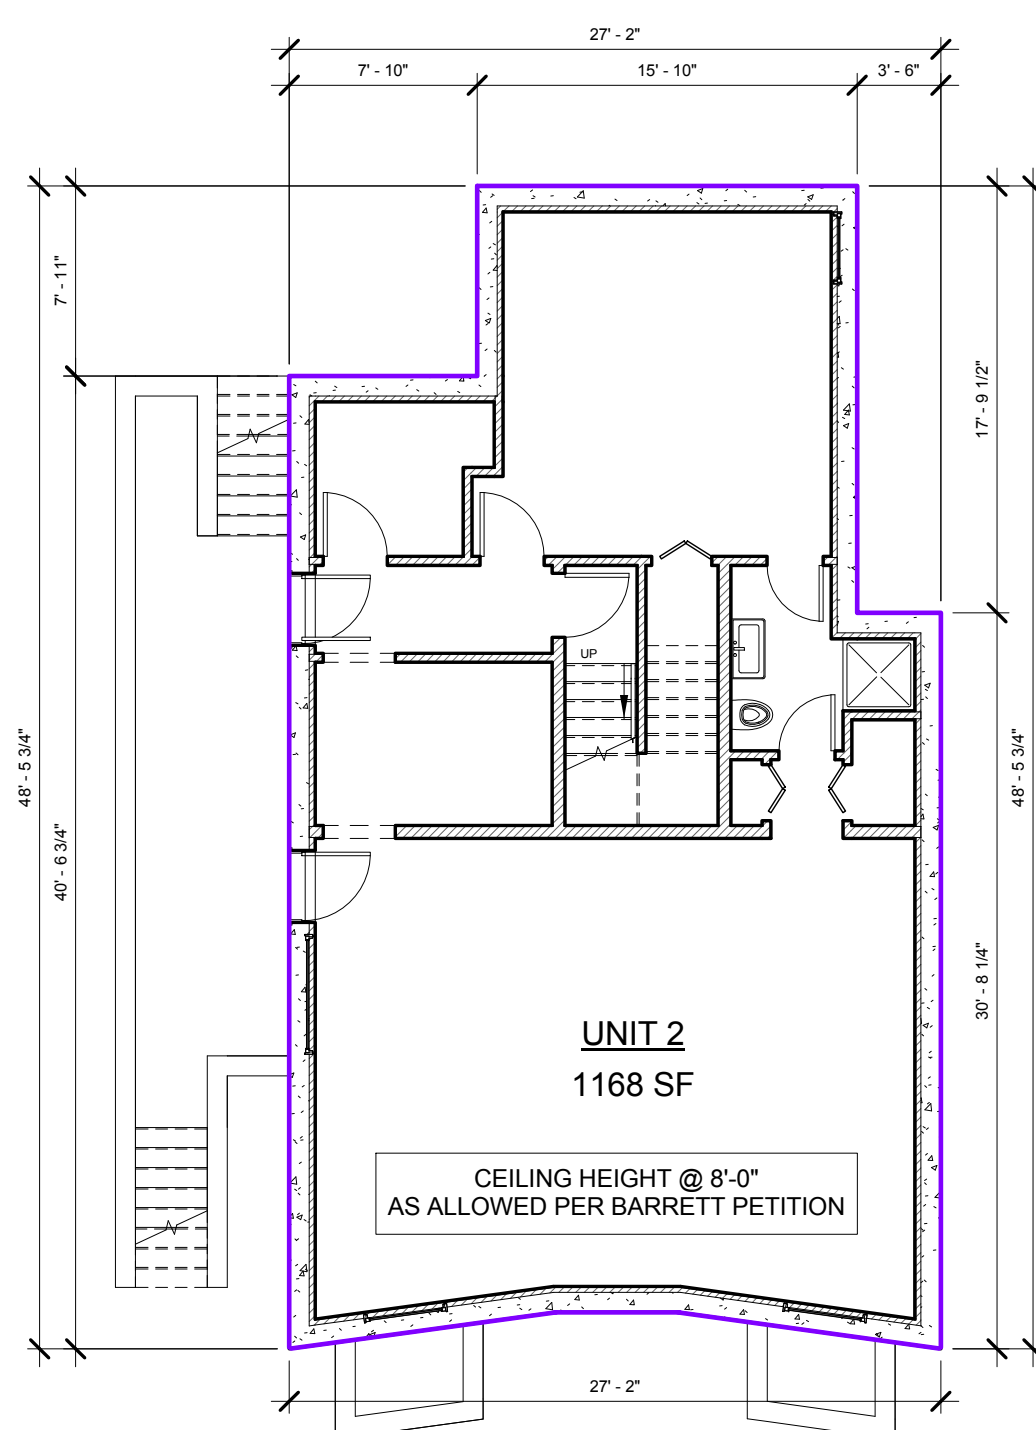 27' - 2"
7' - 10"
15' - 10"
3' - 6"
7' - 11"
17' - 9 1/2"
UP
48' - 5 3/4"
40' - 6 3/4"
48' - 5 3/4"
30' - 8 1/4"
UNIT 2
1168 SF
CEILING HEIGHT @ 8'-0"
AS ALLOWED PER BARRETT PETITION
27' - 2"